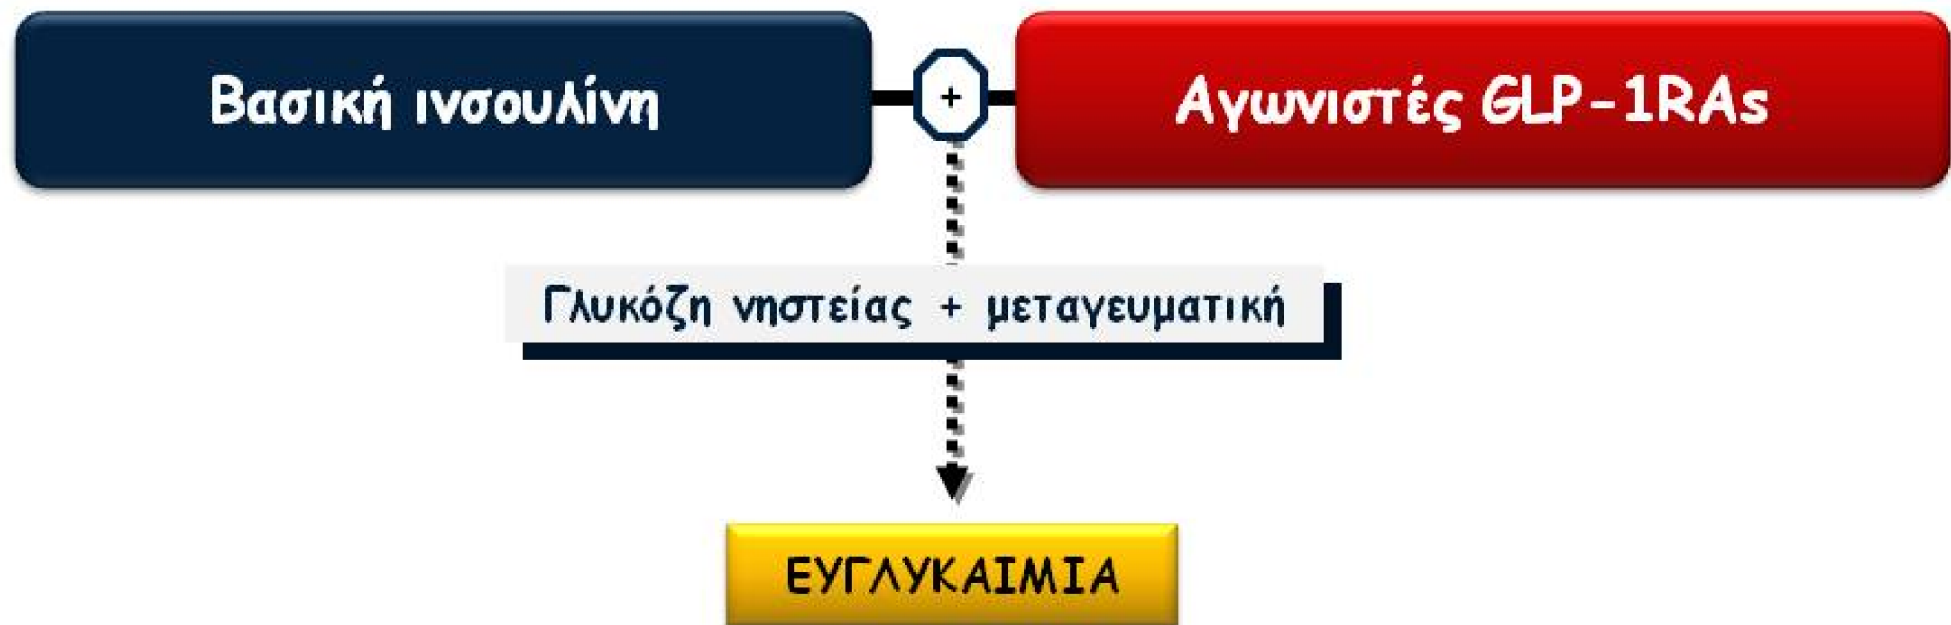 Βασική ινσουλίνη
+
Αγωνιστές GLP-1RAs
Γλυκόζη νηστείας + μεταγευματική
ΕΥΓΛΥΚΑΙΜΙΑ